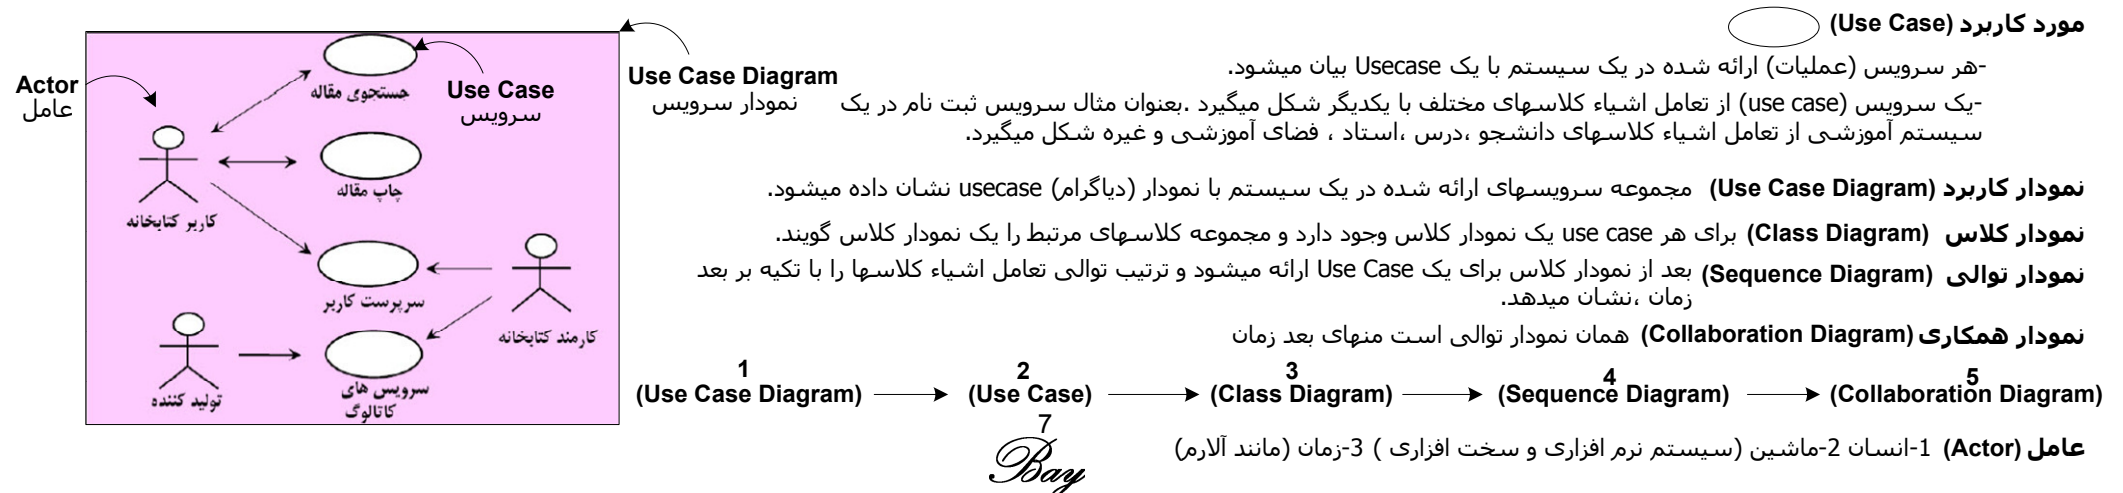 مورد کاربرد (Use Case)
-هر سرویس (عملیات) ارائه شده در یک سیستم با یک Usecase بیان میشود.
-یک سرویس (use case) از تعامل اشیاء کلاسهای مختلف با یکدیگر شکل میگیرد .بعنوان مثال سرویس ثبت نام در یک
سیستم آموزشی از تعامل اشیاء کلاسهای دانشجو ،درس ،استاد ، فضای آموزشی و غیره شکل میگیرد.
نمودار کاربرد (Use Case Diagram) مجموعه سرویسهای ارائه شده در یک سیستم با نمودار (دیاگرام) usecase نشان داده میشود.
نمودار کلاس (Class Diagram) برای هر use case یک نمودار کلاس وجود دارد و مجموعه کلاسهای مرتبط را یک نمودار کلاس گویند.
نمودار توالی (Sequence Diagram) بعد از نمودار کلاس برای یک Use Case ارائه میشود و ترتیب توالی تعامل اشیاء کلاسها را با تکیه بر بعد
زمان ،نشان میدهد.
نمودار همکاری (Collaboration Diagram) همان نمودار توالی است منهای بعد زمان
1 2 3 4 5
(Use Case Diagram) (Use Case) (Class Diagram) (Sequence Diagram) (Collaboration Diagram)
عامل (Actor) 1-انسان 2-ماشین (سیستم نرم افزاری و سخت افزاری ) 3-زمان (مانند آلارم)
7
Bay
Use Case Diagram
نمودار سرویس
Actor
عامل
Use Case
سرویس
جستجوی مقاله
چاپ مقاله
کاربر کتابخانه
سرپرست کاربر
کارمند کتابخانه
سرویس های
کاتالوگ
تولید کننده